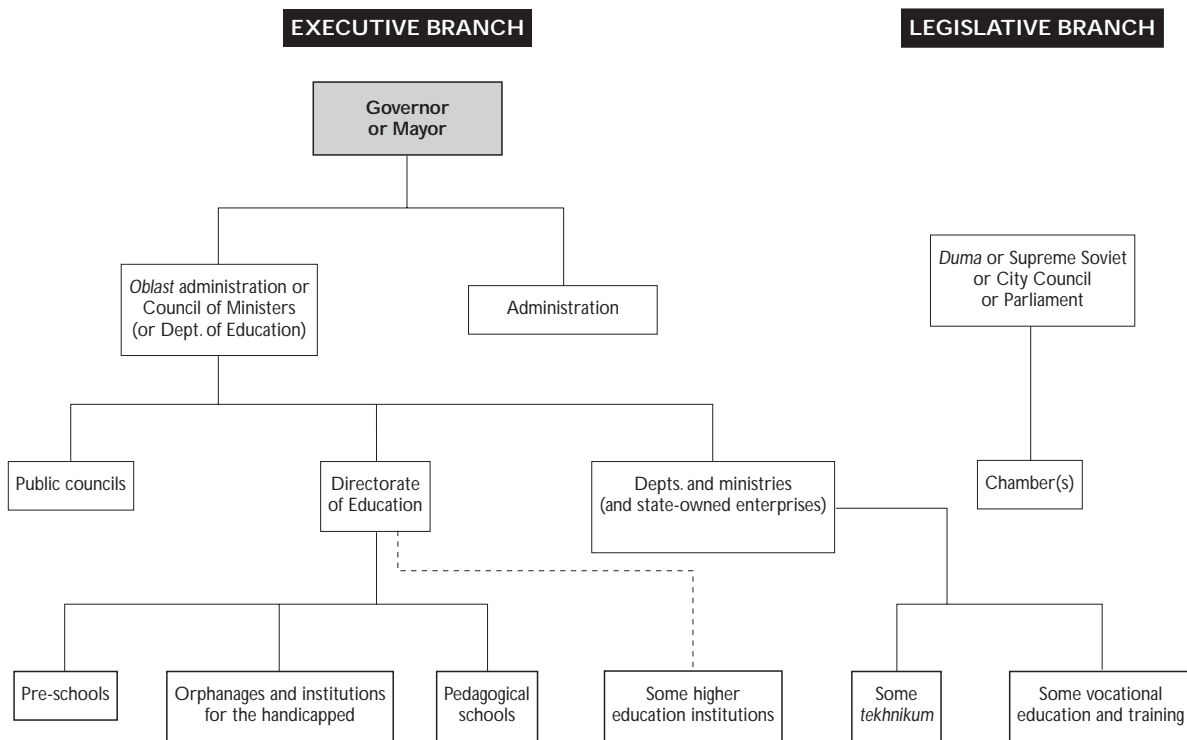 EXECUTIVE BRANCH
LEGISLATIVE BRANCH
Governor
or Mayor
Oblast administration or
Council of Ministers
(or Dept. of Education)
Administration
Duma or Supreme Soviet
or City Council
or Parliament
Public councils
Directorate
of Education
Depts. and ministries
(and state-owned enterprises)
Chamber(s)
Pre-schools
Orphanages and institutions
for the handicapped
Pedagogical
schools
Some higher
education institutions
Some
tekhnikum
Some vocational
education and training